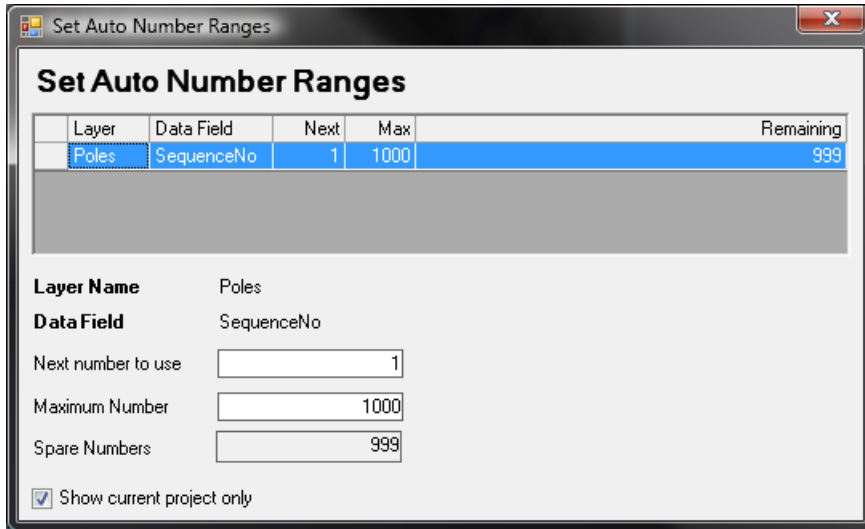 Set Auto Number Ranges
Set Auto Number Ranges
Layer Data Field Next Max Remaining
Poles SequenceNo 1 1000 999
Layer Name Poles
Data Field SequenceNo
Next number to use 1
Maximum Number 1000
Spare Numbers 999
Show current project only